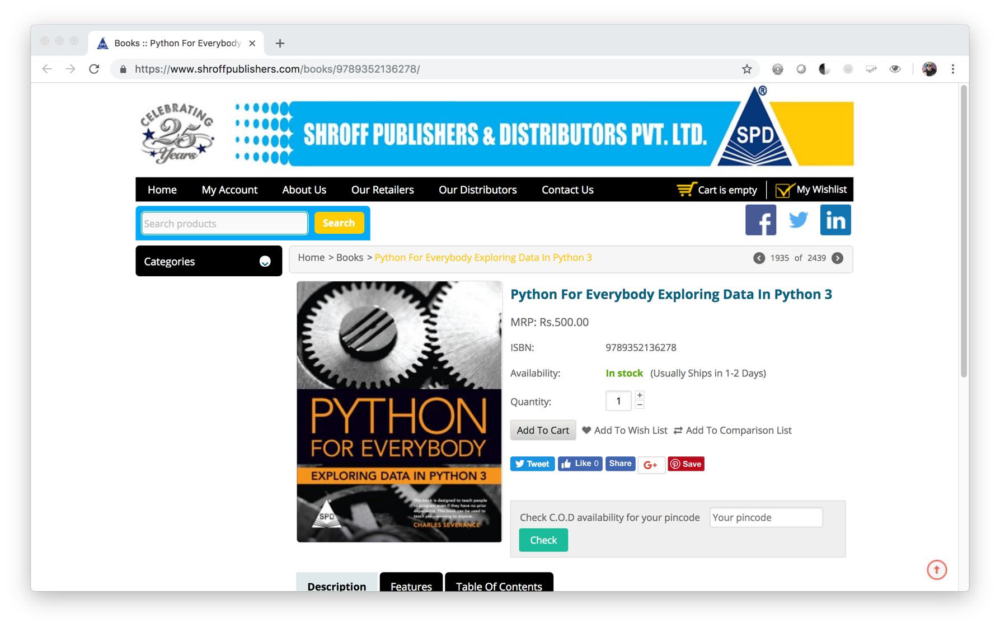 Books :: Python For Everybody
https://www.shroffpublishers.com/books/9789352136278/
CELEBRATING
25
Years
SHROFF PUBLISHERS & DISTRIBUTORS PVT. LTD.
SPD
®
Home My Account About Us Our Retailers Our Distributors Contact Us Cart is empty My Wishlist
Search products Search
Categories
Home > Books > Python For Everybody Exploring Data In Python 3 1935 of 2439
PYTHON
FOR EVERYBODY
EXPLORING DATA IN PYTHON 3
This book is designed to teach people
to program even if they have no prior
experience. This book can be used to
teach programming to anyone.
CHARLES SEVERANCE
SPD
Python For Everybody Exploring Data In Python 3
MRP: Rs.500.00
ISBN: 9789352136278
Availability: In stock (Usually Ships in 1-2 Days)
Quantity: 1
Add To Cart Add To Wish List Add To Comparison List
Tweet Like 0 Share G+ Save
Check C.O.D availability for your pincode Your pincode
Check
Description Features Table Of Contents